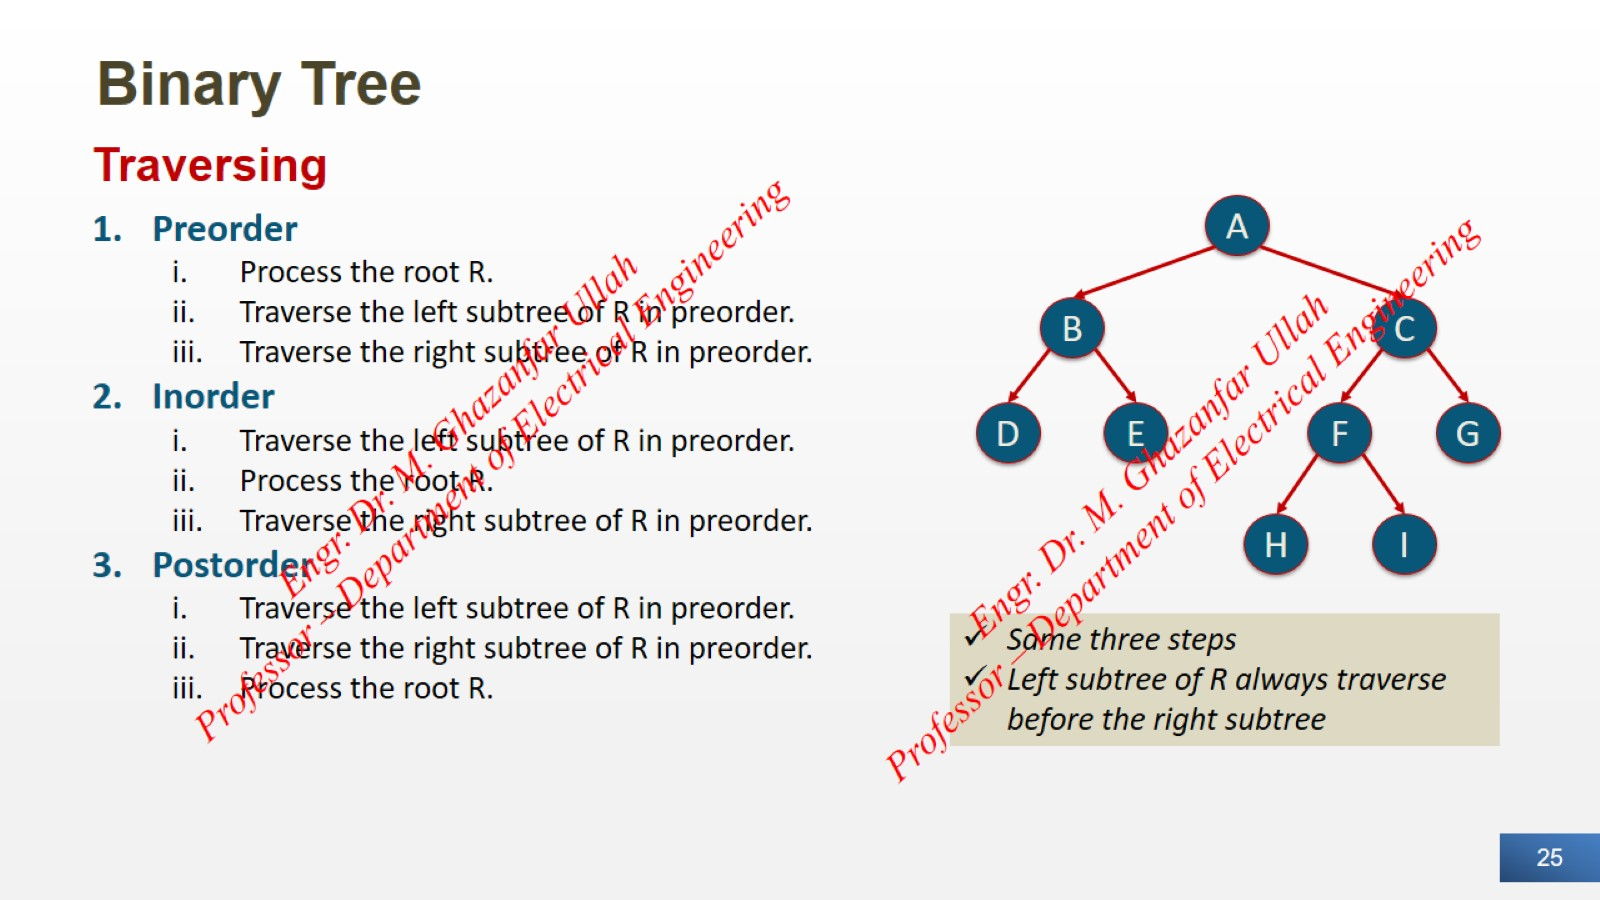 Binary Tree
Traversing
1. Preorder
i. Process the root R.
ii. Traverse the left subtree of R in preorder.
iii. Traverse the right subtree of R in preorder.
2. Inorder
i. Traverse the left subtree of R in preorder.
ii. Process the root R.
iii. Traverse the right subtree of R in preorder.
3. Postorder
i. Traverse the left subtree of R in preorder.
ii. Traverse the right subtree of R in preorder.
iii. Process the root R.
Engr. Dr. M. Ghazanfar Ullah
Professor – Department of Electrical Engineering
A
B C
D E F G
H I
✓ Same three steps
✓ Left subtree of R always traverse
before the right subtree
Engr. Dr. M. Ghazanfar Ullah
Professor – Department of Electrical Engineering
25